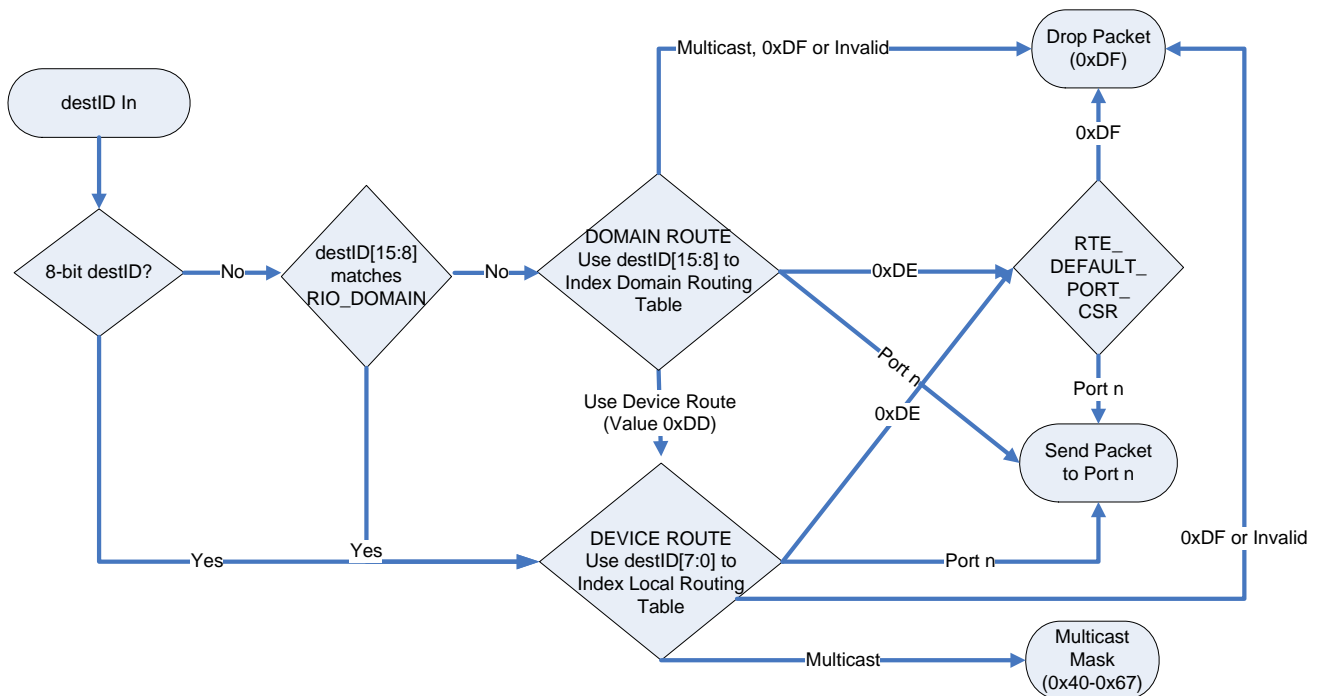 Multicast, 0xDF or Invalid
Drop Packet
(0xDF)
destID In
0xDF
8-bit destID?
No
destID[15:8]
matches
RIO_DOMAIN
No
DOMAIN ROUTE
Use destID[15:8] to
Index Domain Routing
Table
0xDE
RTE_
DEFAULT_
PORT_
CSR
Port n
Use Device Route
(Value 0xDD)
0xDE
Port n
Send Packet
to Port n
Yes
Yes
DEVICE ROUTE
Use destID[7:0] to
Index Local Routing
Table
Port n
0xDF or Invalid
Multicast
Multicast
Mask
(0x40-0x67)